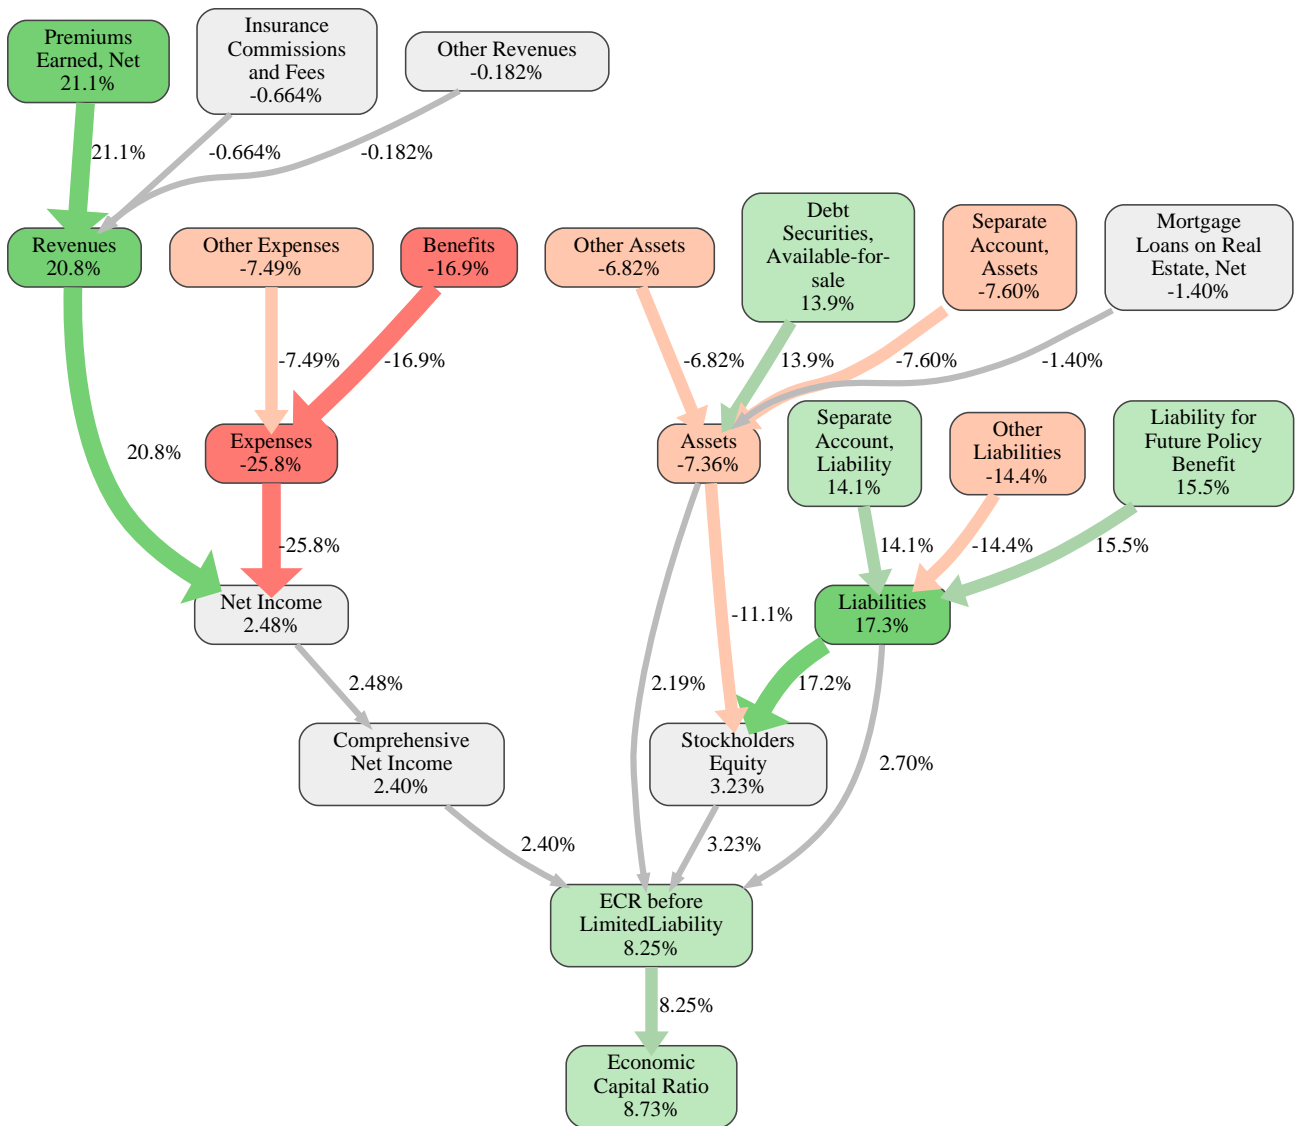 Premiums
Earned, Net
21.1%
Insurance
Commissions
and Fees
-0.664%
Other Revenues
-0.182%
21.1%
-0.664%
-0.182%
Revenues
20.8%
Other Expenses
-7.49%
Benefits
-16.9%
Other Assets
-6.82%
Debt
Securities,
Available-for-
sale
13.9%
Separate
Account,
Assets
-7.60%
Mortgage
Loans on Real
Estate, Net
-1.40%
-7.49%
-16.9%
-6.82%
13.9%
-7.60%
-1.40%
20.8%
Expenses
-25.8%
Assets
-7.36%
Separate
Account,
Liability
14.1%
Other
Liabilities
-14.4%
Liability for
Future Policy
Benefit
15.5%
-25.8%
14.1%
-14.4%
15.5%
Net Income
2.48%
-11.1%
Liabilities
17.3%
2.48%
2.19%
17.2%
Comprehensive
Net Income
2.40%
Stockholders
Equity
3.23%
2.70%
2.40%
3.23%
ECR before
LimitedLiability
8.25%
8.25%
Economic
Capital Ratio
8.73%